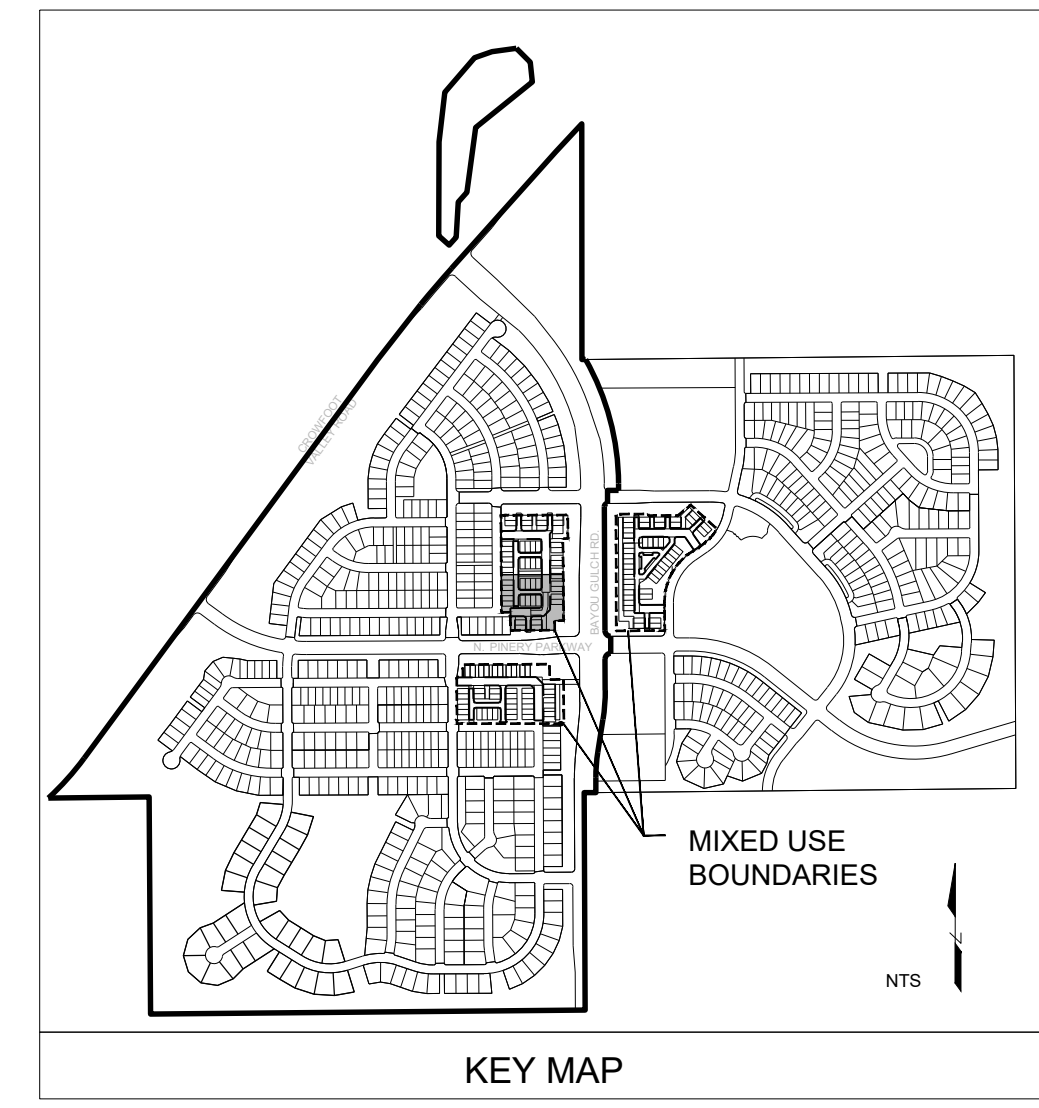 CROWFOOT
VALLEY ROAD
BAYOU GULCH RD.
N. PINERY PARKWAY
MIXED USE
BOUNDARIES
N
NTS
KEY MAP